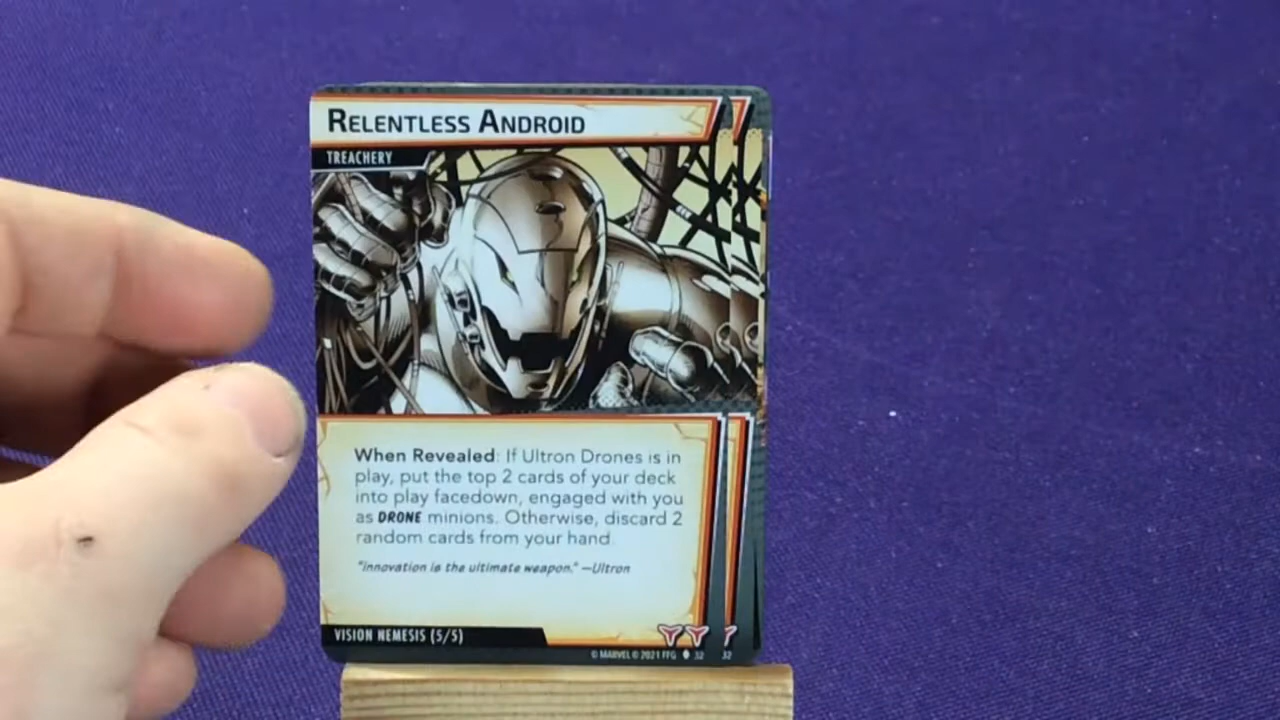 RELENTLESS ANDROID
TREACHERY
When Revealed: If Ultron Drones is in
play, put the top 2 cards of your deck
into play facedown, engaged with you
as DRONE minions. Otherwise, discard 2
random cards from your hand.
"Innovation is the ultimate weapon." —Ultron
VISION NEMESIS (5/5)
© MARVEL © 2021 FFG 32 32